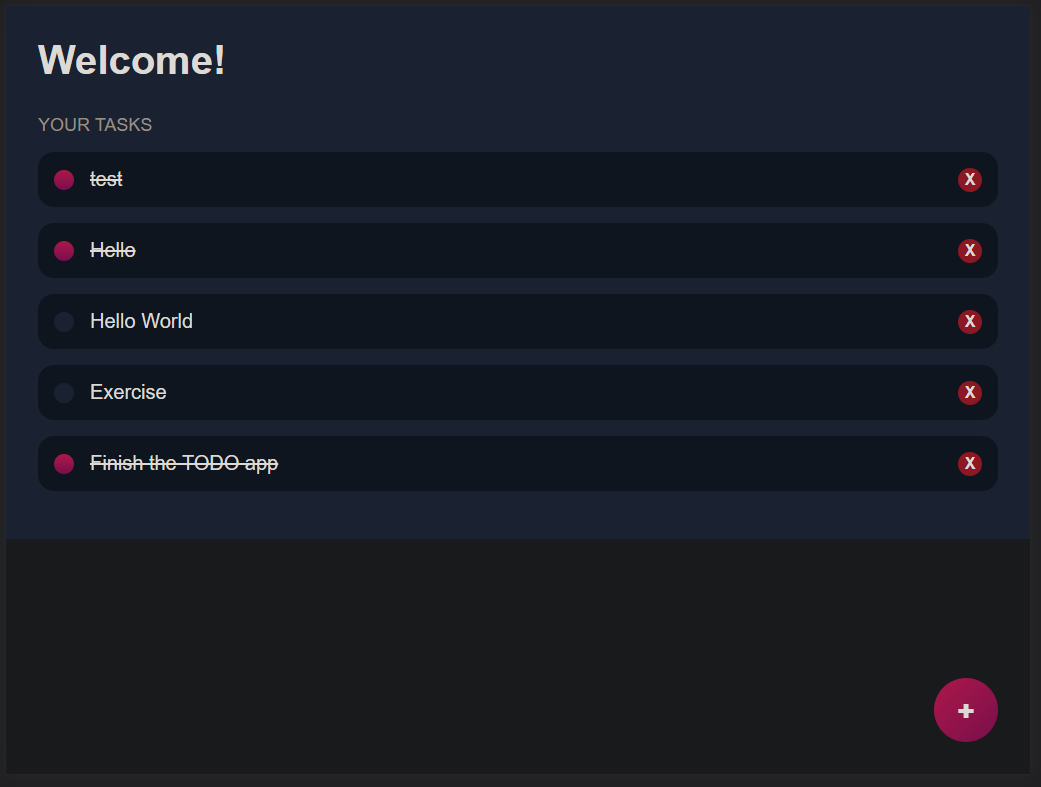 Welcome!
YOUR TASKS
test X
Hello X
Hello World X
Exercise X
Finish the TODO app X
+